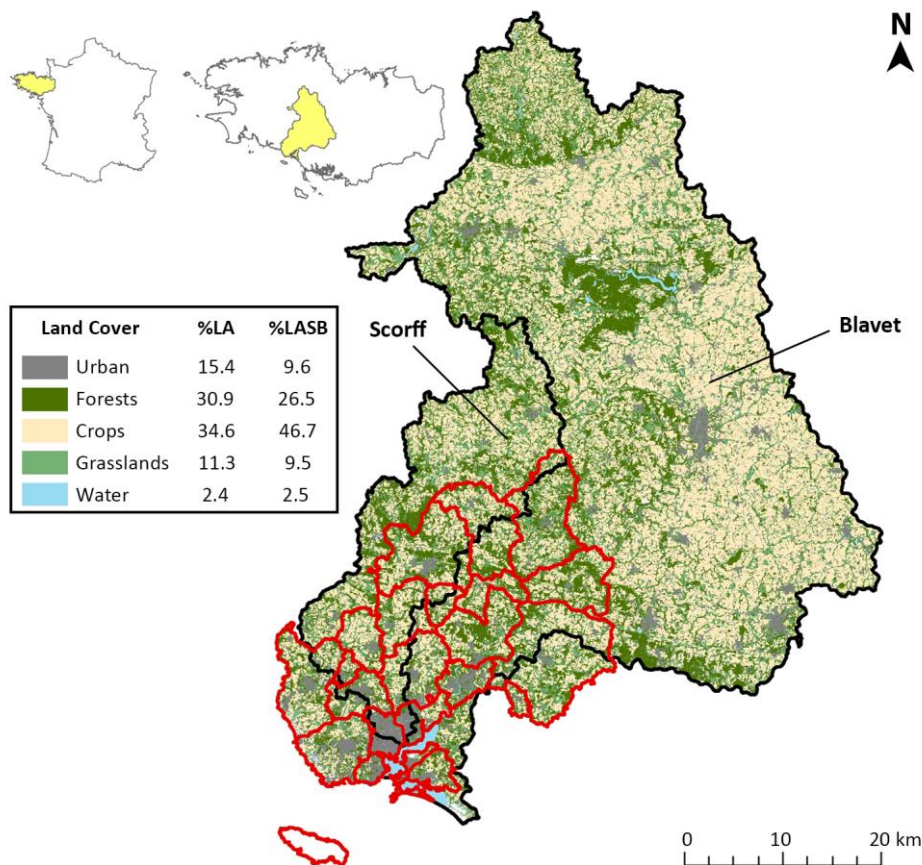 N
Land Cover %LA %LASB
Urban 15.4 9.6
Forests 30.9 26.5
Crops 34.6 46.7
Grasslands 11.3 9.5
Water 2.4 2.5
Scorff
Blavet
0 10 20 km